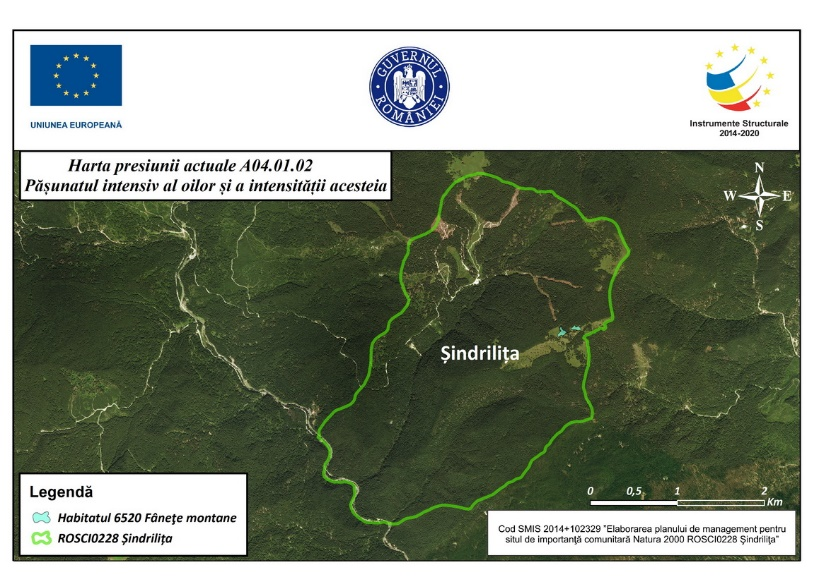 UNIUNEA EUROPEANĂ
GUVERNUL
ROMÂNIEI
Instrumente Structurale
2014-2020
Harta presiunii actuale A04.01.02
Pășunatul intensiv al oilor și a intensității acesteia
N
W E
S
Șindrilița
Legendă
Habitatul 6520 Fânețe montane
ROSCI0228 Șindrilița
0 0,5 1 2
Km
Cod SMIS 2014+102329 "Elaborarea planului de management pentru
situl de importanță comunitară Natura 2000 ROSCI0228 Șindrilița"